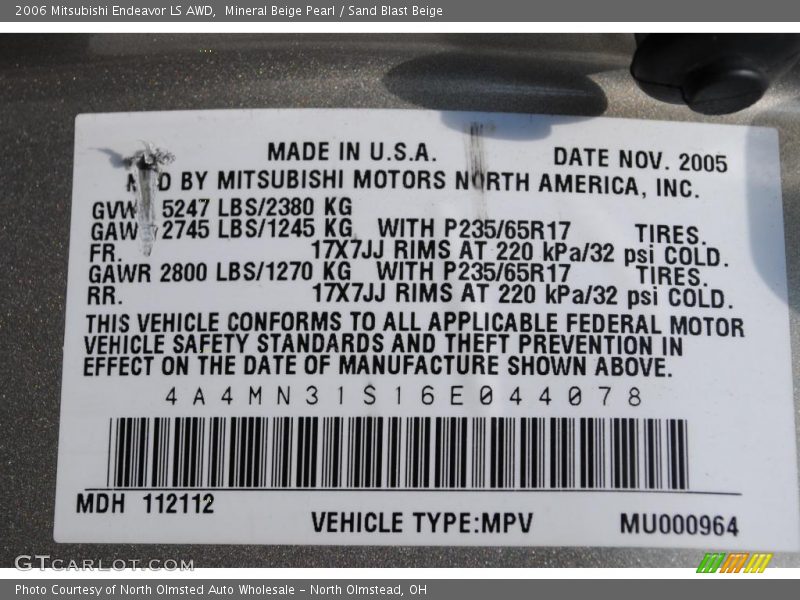 2006 Mitsubishi Endeavor LS AWD,  Mineral Beige Pearl / Sand Blast Beige
MADE IN U.S.A. DATE NOV. 2005
BY MITSUBISHI MOTORS NORTH AMERICA, INC.
5247 LBS/2380 KG
2745 LBS/1245 KG WITH P235/65R17 TIRES.
FR. 17X7JJ RIMS AT 220 kPa/32 psi COLD.
GAWR 2800 LBS/1270 KG WITH P235/65R17 TIRES.
RR. 17X7JJ RIMS AT 220 kPa/32 psi COLD.
THIS VEHICLE CONFORMS TO ALL APPLICABLE FEDERAL MOTOR
VEHICLE SAFETY STANDARDS AND THEFT PREVENTION IN
EFFECT ON THE DATE OF MANUFACTURE SHOWN ABOVE.
4A4MN31S16E044078
MDH 112112
VEHICLE TYPE:MPV MU000964
GTCARLOT.COM
Photo Courtesy of North Olmsted Auto Wholesale - North Olmstead, OH